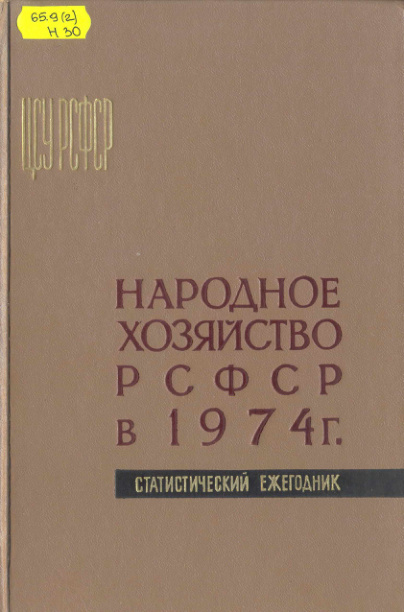 65.9(2)
Н 30
ЦСУ РСФСР
НАРОДНОЕ
ХОЗЯЙСТВО
РСФСР
в 1974г.
СТАТИСТИЧЕСКИЙ ЕЖЕГОДНИК